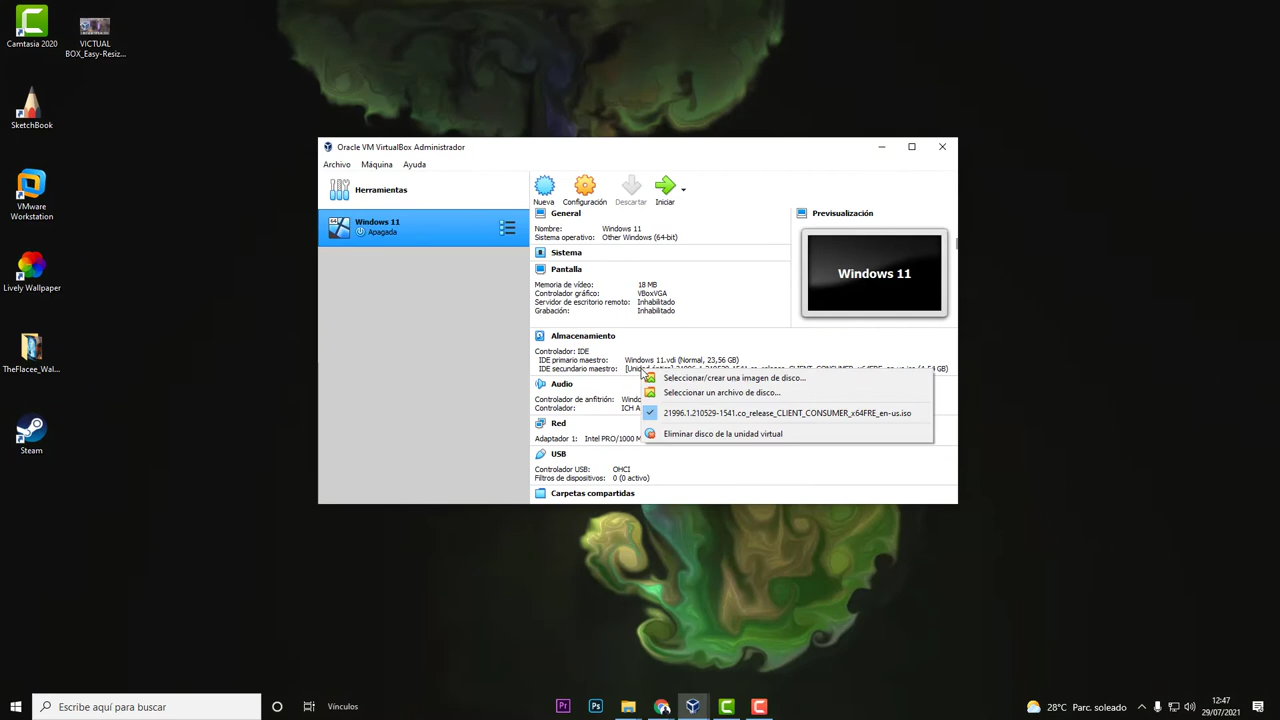 Camtasia 2020
VICTUAL
BOX_Easy-Resiz...
SketchBook
VMware
Workstation
Lively Wallpaper
TheFlacee_Wal...
Steam
Oracle VM VirtualBox Administrador
Archivo Máquina Ayuda
Herramientas
Nueva Configuración Descartar Iniciar
64
Windows 11
Apagada
General
Nombre: Windows 11
Sistema operativo: Other Windows (64-bit)
Sistema
Pantalla
Memoria de vídeo: 18 MB
Controlador gráfico: VBoxVGA
Servidor de escritorio remoto: Inhabilitado
Grabación: Inhabilitado
Previsualización
Windows 11
Almacenamiento
Controlador: IDE
IDE primario maestro: Windows 11.vdi (Normal, 23,56 GB)
IDE secundario maestro:
Audio
Controlador de anfitrión: Windo
Controlador: ICH A
Red
Adaptador 1: Intel PRO/1000 M
USB
Controlador USB: OHCI
Filtros de dispositivos: 0 (0 activo)
Carpetas compartidas
Seleccionar/crear una imagen de disco...
Seleccionar un archivo de disco...
21996.1.210529-1541.co_release_CLIENT_CONSUMER_x64FRE_en-us.iso
Eliminar disco de la unidad virtual
Escribe aquí para buscar
Vínculos
Pr
Ps
28°C Parc. soleado
12:47
29/07/2021